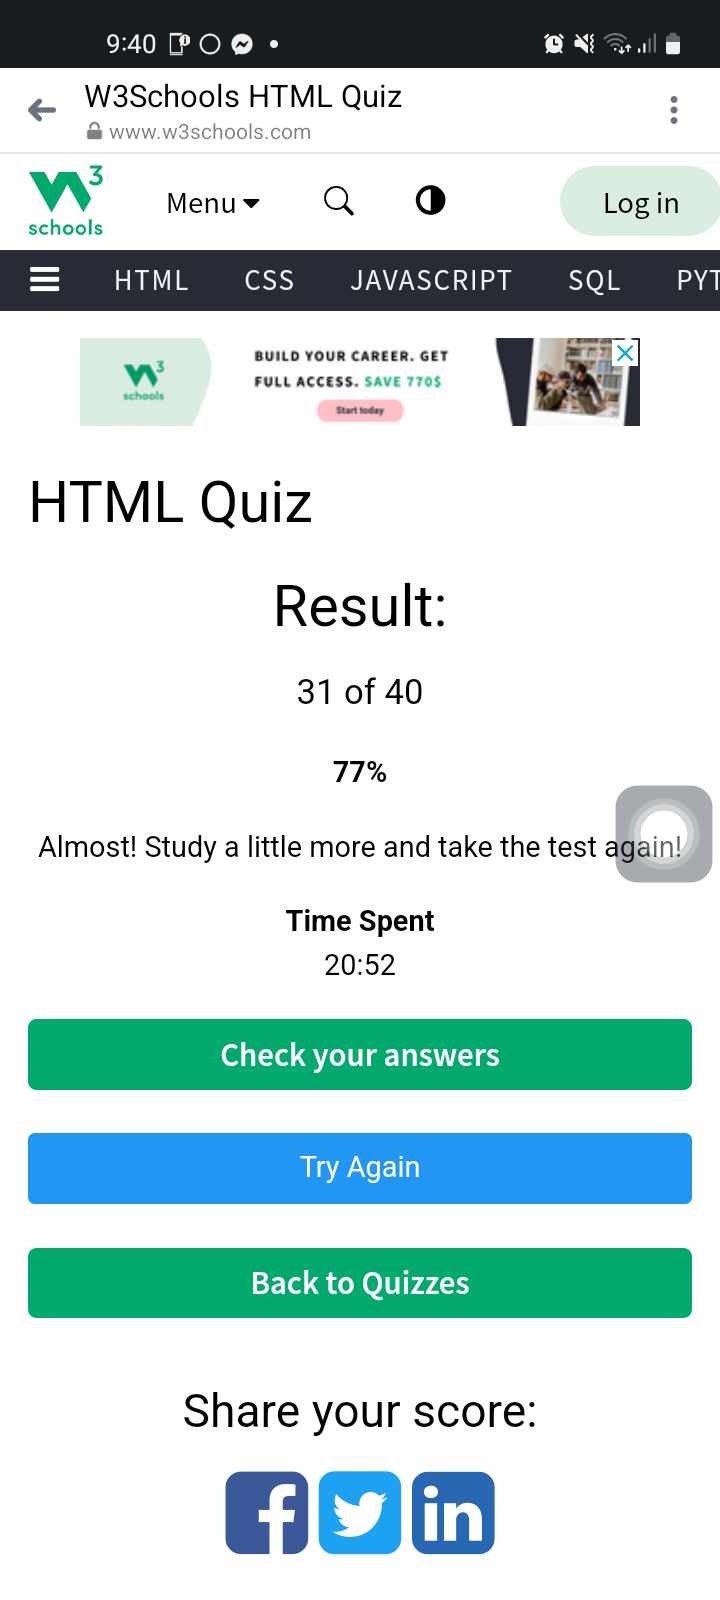 9:40
W3Schools HTML Quiz
www.w3schools.com
W3 schools
Menu
Log in
HTML CSS JAVASCRIPT SQL PYT
W3 schools
BUILD YOUR CAREER. GET
FULL ACCESS. SAVE 770$
Start today
HTML Quiz
Result:
31 of 40
77%
Almost! Study a little more and take the test again!
Time Spent
20:52
Check your answers
Try Again
Back to Quizzes
Share your score:
f in